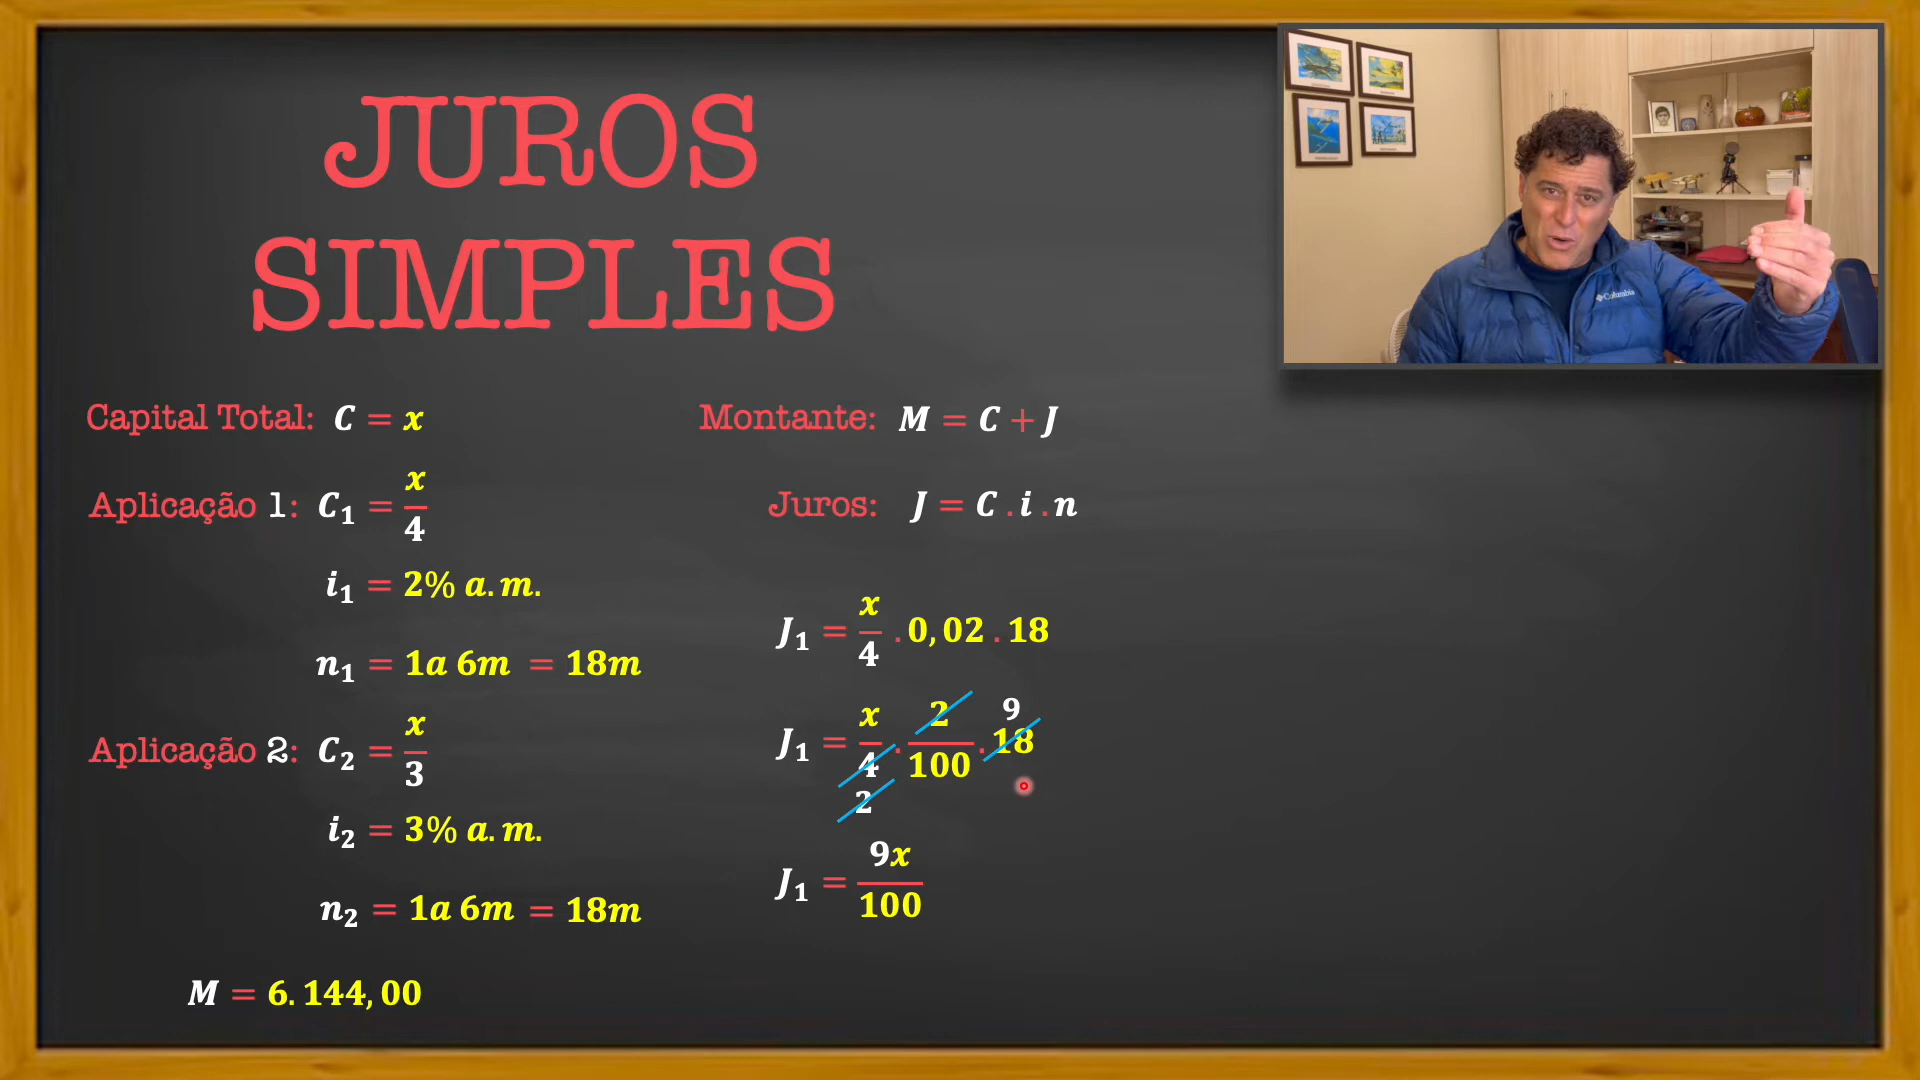 JUROS
SIMPLES
Columbia
Capital Total: C = x
Aplicação 1: C₁ = x/4
i₁ = 2% a.m.
n₁ = 1a 6m = 18m
Aplicação 2: C₂ = x/3
i₂ = 3% a.m.
n₂ = 1a 6m = 18m
M = 6.144,00
Montante: M = C + J
Juros: J = C . i . n
J₁ = x/4 . 0,02 . 18
9
J₁ = x/4 . 2/100 . 18
2
J₁ = 9x/100